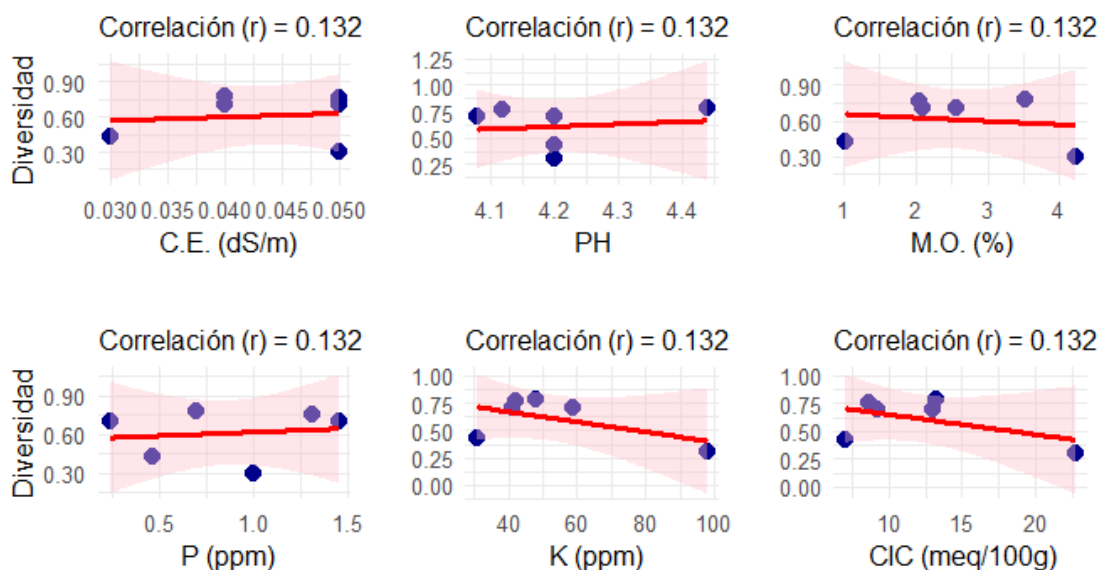 Correlación (r) = 0.132 Correlación (r) = 0.132 Correlación (r) = 0.132
Diversidad
0.90
0.60
0.30
0.030 0.035 0.040 0.045 0.050
C.E. (dS/m)
1.25
1.00
0.75
0.50
0.25
4.1 4.2 4.3 4.4
PH
0.90
0.60
0.30
1 2 3 4
M.O. (%)
Correlación (r) = 0.132 Correlación (r) = 0.132 Correlación (r) = 0.132
Diversidad
0.90
0.60
0.30
0.5 1.0 1.5
P (ppm)
1.00
0.75
0.50
0.25
0.00
40 60 80 100
K (ppm)
1.00
0.75
0.50
0.25
0.00
10 15 20
CIC (meq/100g)